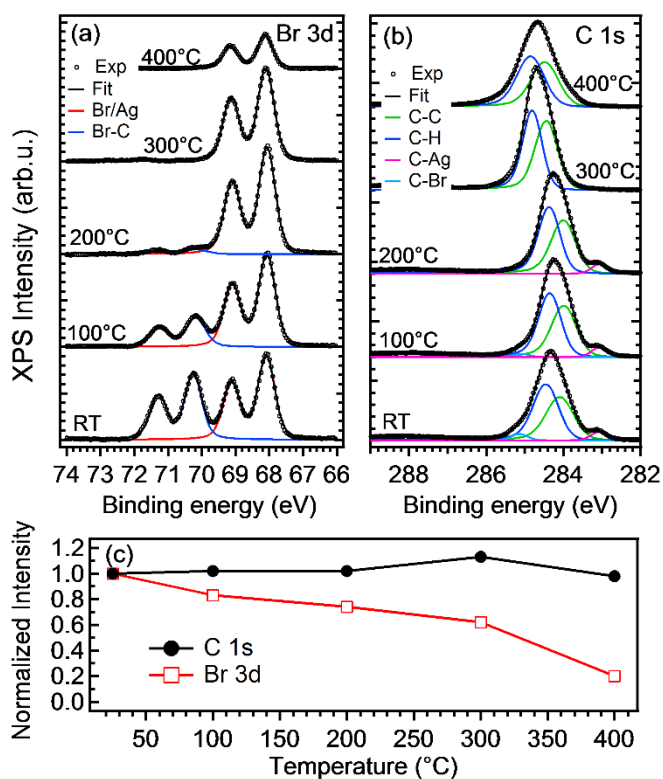 (a) Br 3d
400°C
Exp
Fit
Br/Ag
Br-C
300°C
200°C
100°C
RT
74 73 72 71 70 69 68 67 66
Binding energy (eV)
XPS Intensity (arb.u.)
(b) C 1s
400°C
Exp
Fit
C-C
C-H
C-Ag
C-Br
300°C
200°C
100°C
RT
288 286 284 282
Binding energy (eV)
(c)
Normalized Intensity
1.2
1.0
0.8
0.6
0.4
0.2
0.0
C 1s
Br 3d
50 100 150 200 250 300 350 400
Temperature (°C)